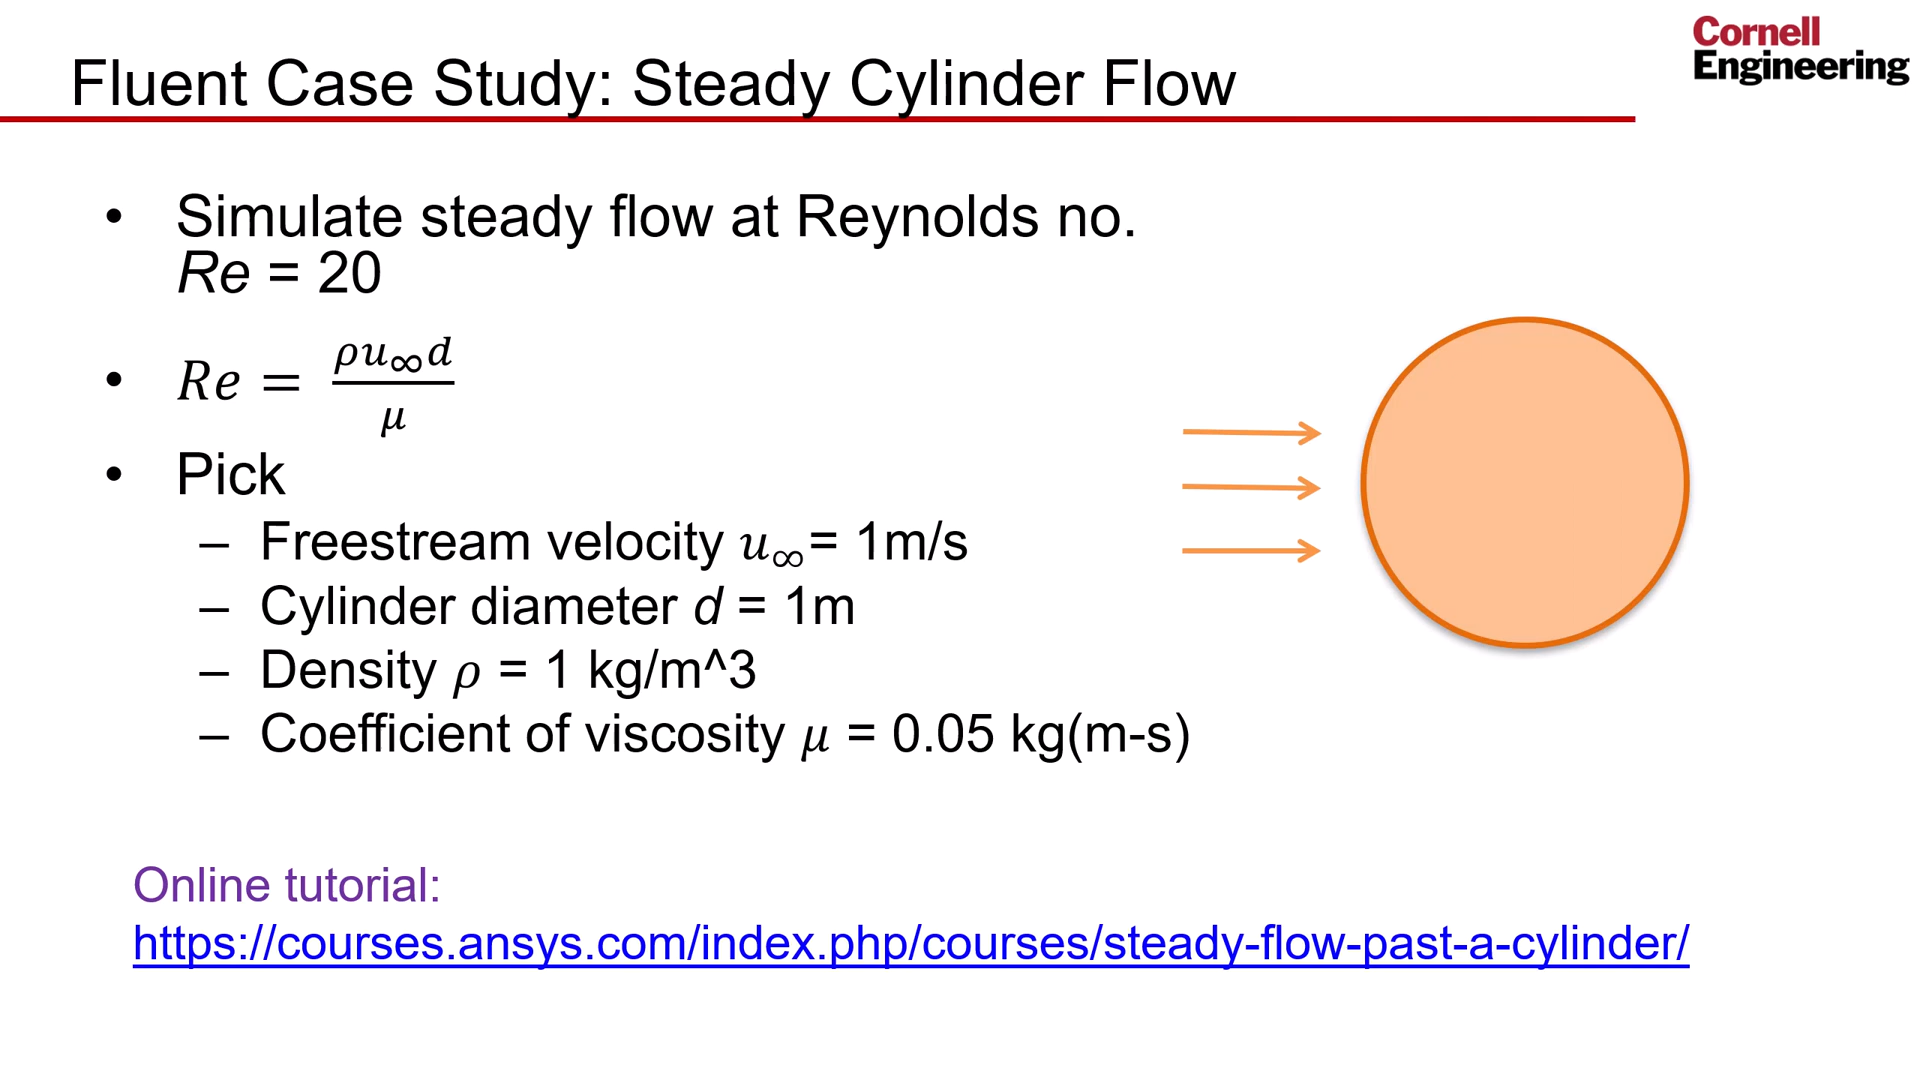 Cornell
Engineering
Fluent Case Study: Steady Cylinder Flow
• Simulate steady flow at Reynolds no.
Re = 20
• Re = ρu∞d/μ
• Pick
– Freestream velocity u∞= 1m/s
– Cylinder diameter d = 1m
– Density ρ = 1 kg/m^3
– Coefficient of viscosity μ = 0.05 kg(m-s)
Online tutorial:
https://courses.ansys.com/index.php/courses/steady-flow-past-a-cylinder/